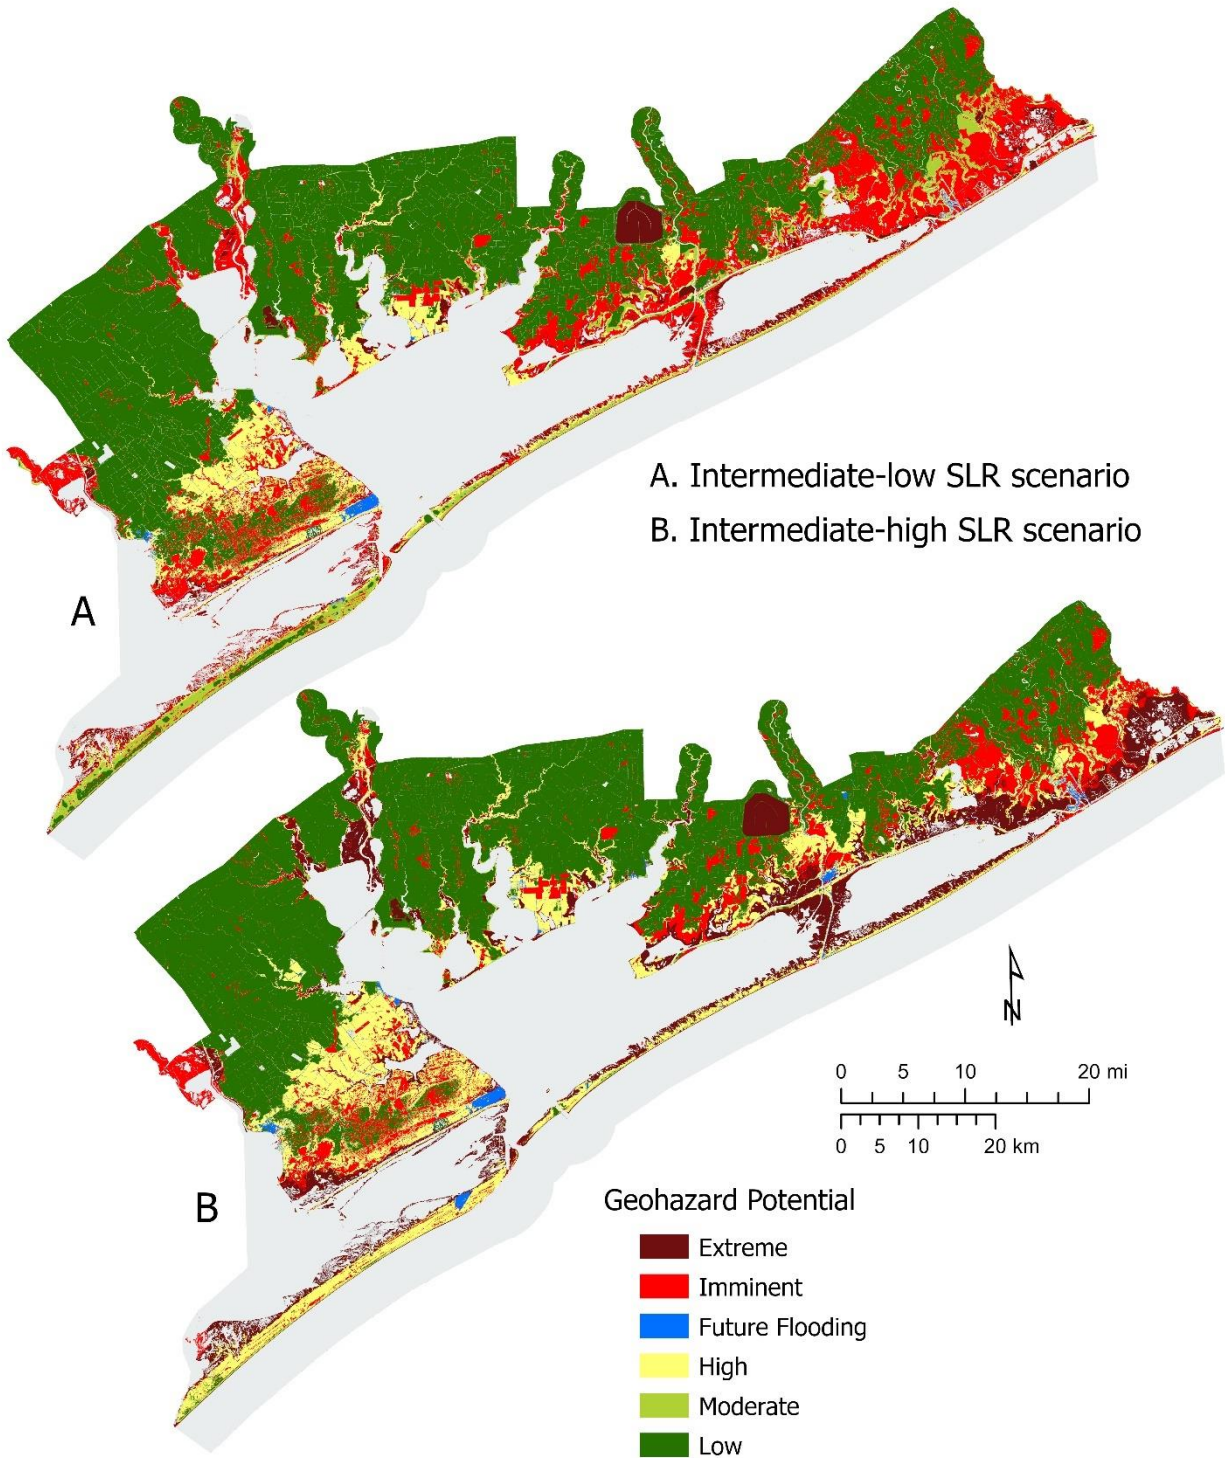 A. Intermediate-low SLR scenario
B. Intermediate-high SLR scenario
A
N
0 5 10 20 mi
0 5 10 20 km
B
Geohazard Potential
Extreme
Imminent
Future Flooding
High
Moderate
Low